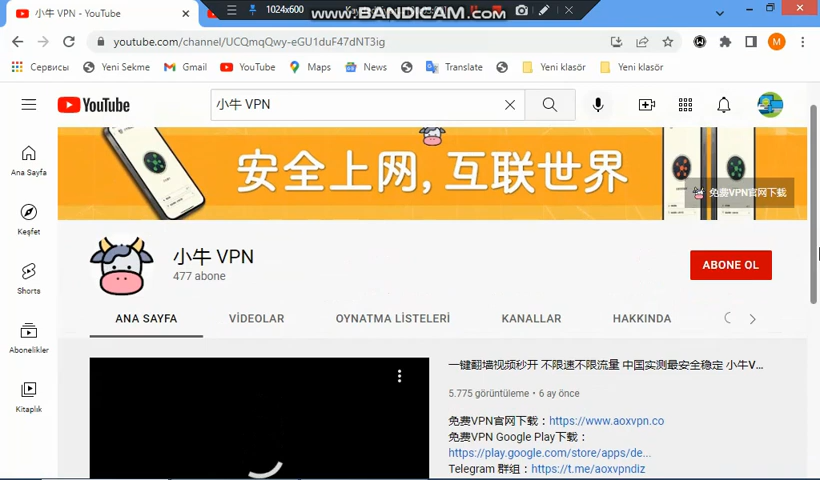 小牛 VPN
1024x600
www.BANDICAM.com
youtube.com/channel/UCQmqQwy-eGU1duF47dNT3ig
M
Сервисы
Yeni Sekme
Gmail
YouTube
Maps
News
Translate
Yeni klasör
Yeni klasör
YouTube
小牛 VPN
Ana Sayfa
Keşfet
Shorts
Abonelikler
Kitaplık
安全上网, 互联世界
免费VPN官网下载
小牛 VPN
477 abone
ABONE OL
ANA SAYFA
VİDEOLAR
OYNATMA LİSTELERİ
KANALLAR
HAKKINDA
一键翻墙视频秒开 不限速不限流量 中国实测最安全稳定 小牛V...
5.775 görüntüleme • 6 ay önce
免费VPN官网下载：https://www.aoxvpn.co
免费VPN Google Play下载：
https://play.google.com/store/apps/de...
Telegram 群组：https://t.me/aoxvpndiz